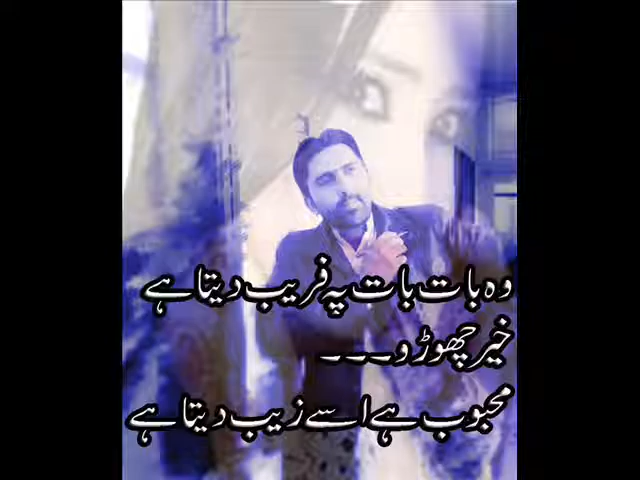 وہ بات بات پہ فریب دیتا ہے
خیر چھوڑو۔۔۔
محبوب ہے اسے زیب دیتا ہے